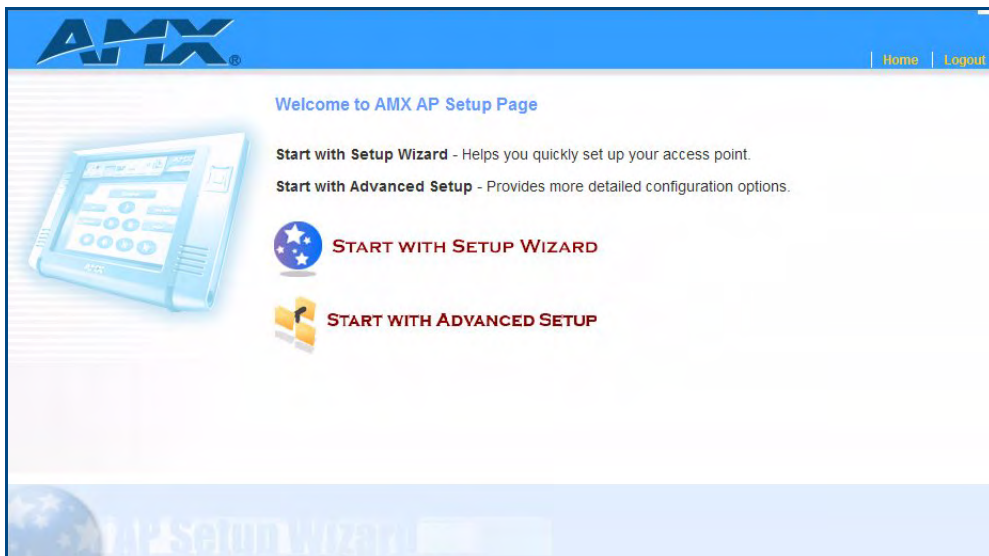 AMX®
Home | Logout
Welcome to AMX AP Setup Page
Start with Setup Wizard - Helps you quickly set up your access point.
Start with Advanced Setup - Provides more detailed configuration options.
START WITH SETUP WIZARD
START WITH ADVANCED SETUP
AP Setup Wizard